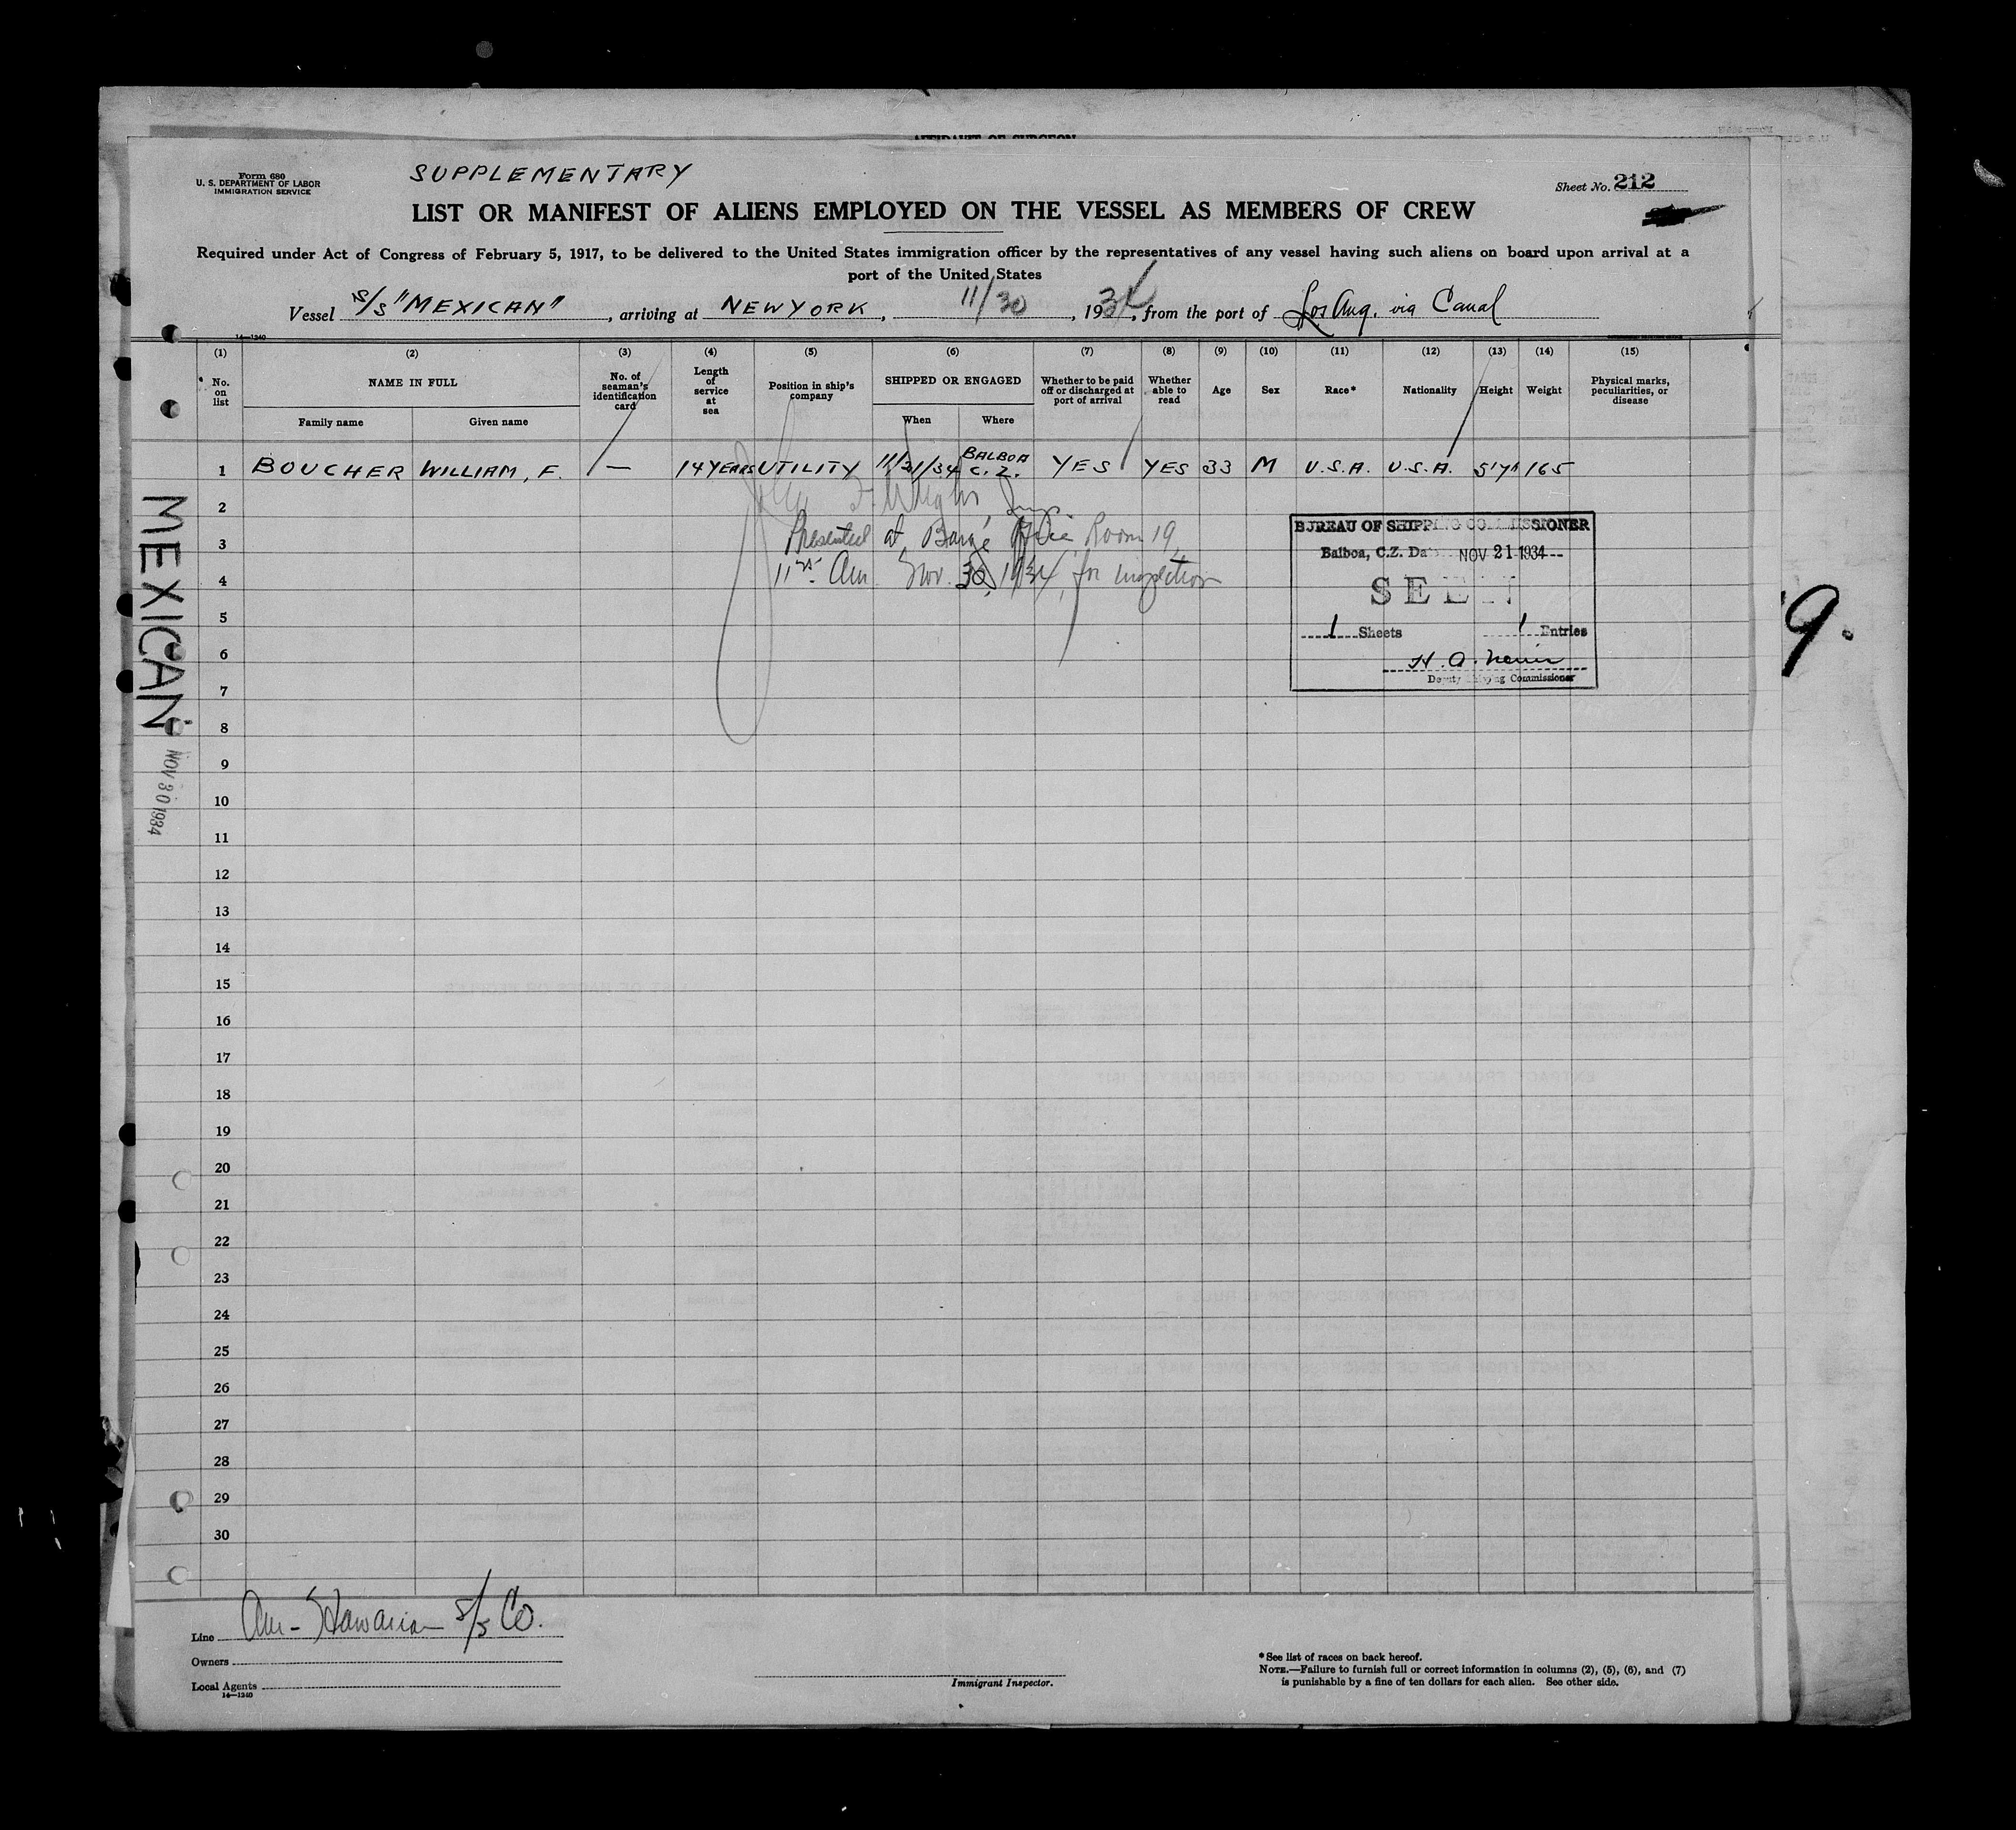 AFFIDAVIT OF SURGEON
Form 680
U. S. DEPARTMENT OF LABOR
IMMIGRATION SERVICE
SUPPLEMENTARY
Sheet No. 212
LIST OR MANIFEST OF ALIENS EMPLOYED ON THE VESSEL AS MEMBERS OF CREW
Required under Act of Congress of February 5, 1917, to be delivered to the United States immigration officer by the representatives of any vessel having such aliens on board upon arrival at a
port of the United States
Vessel S/S "MEXICAN", arriving at NEW YORK, 11/30, 1934, from the port of Los Ang. via Canal
14—1240
(1) (2) (3) (4) (5) (6) (7) (8) (9) (10) (11) (12) (13) (14) (15)
No. on list
NAME IN FULL
Family name
Given name
No. of seaman's identification card
Length of service at sea
Position in ship's company
SHIPPED OR ENGAGED
When
Where
Whether to be paid off or discharged at port of arrival
Whether able to read
Age
Sex
Race*
Nationality
Height
Weight
Physical marks, peculiarities, or disease
1 BOUCHER WILLIAM, F. — 14 YEARS UTILITY 11/21/34 BALBOA C.Z. YES YES 33 M U.S.A. U.S.A. 5'7" 165
2
3
4
5
6
7
8
9
10
11
12
13
14
15
16
17
18
19
20
21
22
23
24
25
26
27
28
29
30
Presented at Barge Office Room 19,
Am Nov. 30, 1934, for inspection
BUREAU OF SHIPPING COMMISSIONER
Balboa, C.Z. Da NOV 21 1934
SEEN
1 Sheets 1 Entries
H. A.
Deputy Shipping Commissioner
MEXICAN
NOV 30 1934
9.
Line Am-Hawaiian S/S Co.
Owners
Local Agents
14—1240
Immigrant Inspector.
*See list of races on back hereof.
NOTE.—Failure to furnish full or correct information in columns (2), (5), (6), and (7)
is punishable by a fine of ten dollars for each alien. See other side.